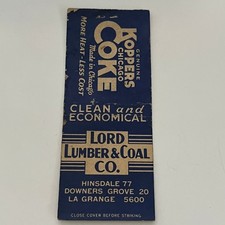 GENUINE
KOPPERS
CHICAGO
COKE
Made in Chicago
MORE HEAT - LESS COST
CLEAN and
ECONOMICAL
LORD
LUMBER & COAL
CO.
HINSDALE 77
DOWNERS GROVE 20
LA GRANGE 5600
CLOSE COVER BEFORE STRIKING